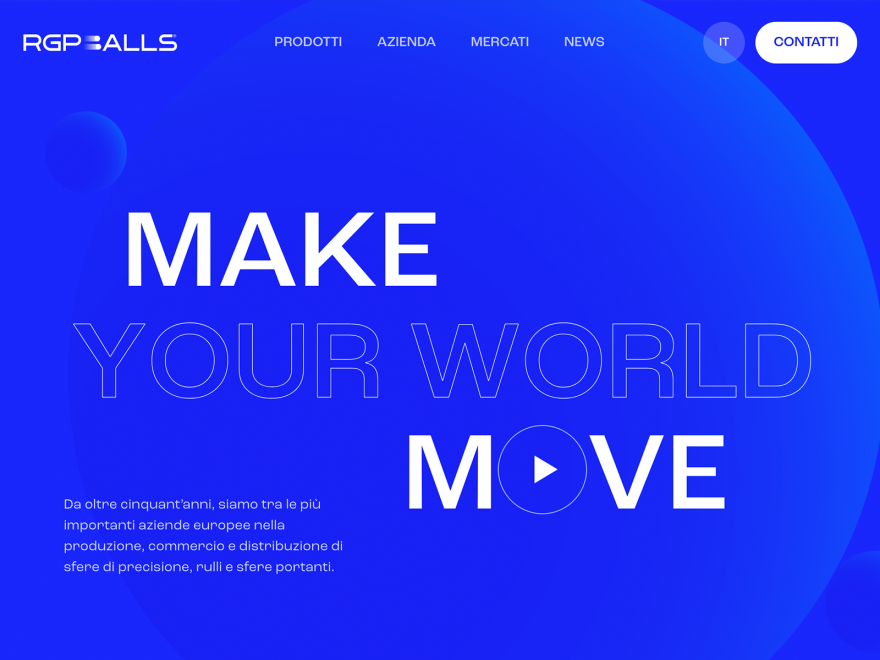 RGPBALLS
PRODOTTI
AZIENDA
MERCATI
NEWS
IT
CONTATTI
MAKE
YOUR WORLD
MOVE
Da oltre cinquant'anni, siamo tra le più
importanti aziende europee nella
produzione, commercio e distribuzione di
sfere di precisione, rulli e sfere portanti.